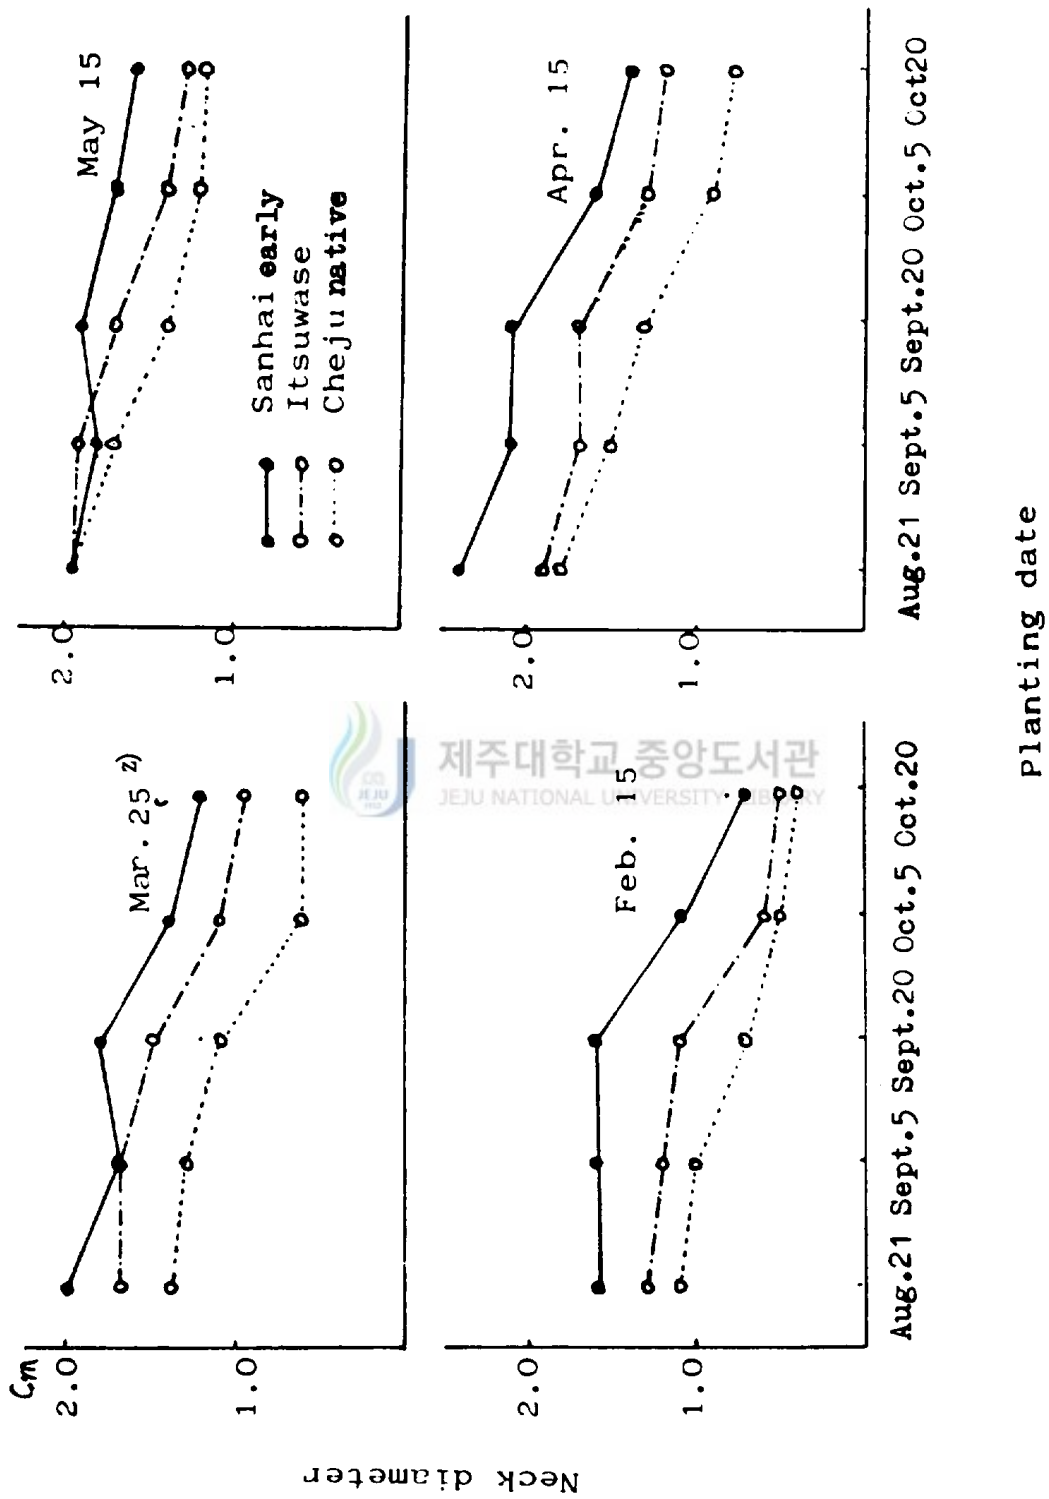 Cm
Mar. 25 z)
2.0
1.0
May 15
2.0
1.0
Sanhai early
Itsuwase
Cheju native
Neck diameter
Feb. 15
2.0
1.0
Aug.21 Sept.5 Sept.20 Oct.5 Oct.20
Apr. 15
2.0
1.0
Aug.21 Sept.5 Sept.20 Oct.5 Oct20
Planting date
제주대학교 중앙도서관
JEJU NATIONAL UNIVERSITY LIBRARY
JEJU